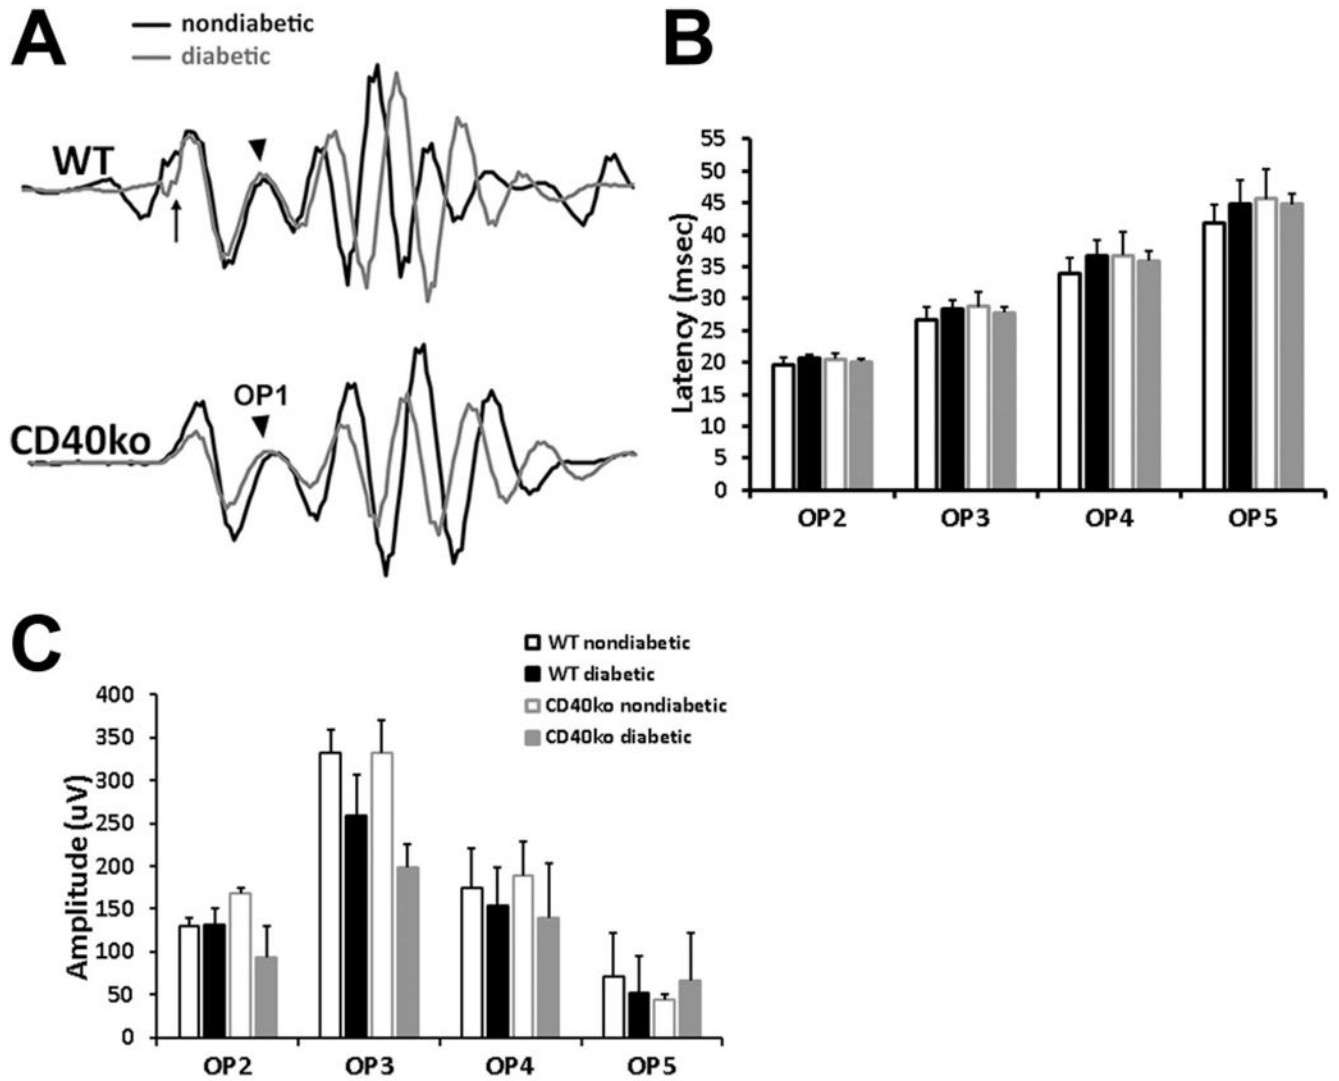 A
nondiabetic
diabetic
WT
OP1
CD40ko
B
Latency (msec)
55
50
45
40
35
30
25
20
15
10
5
0
OP2 OP3 OP4 OP5
C
WT nondiabetic
WT diabetic
CD40ko nondiabetic
CD40ko diabetic
Amplitude (uV)
400
350
300
250
200
150
100
50
0
OP2 OP3 OP4 OP5